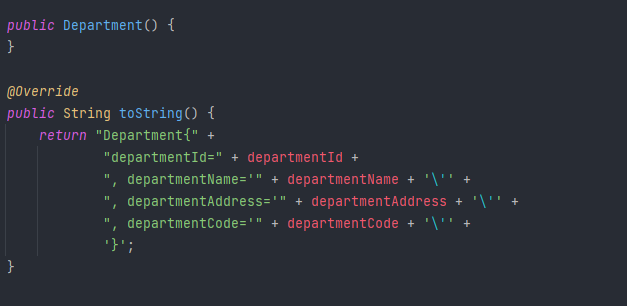 public Department() {
}
@Override
public String toString() {
return "Department{" +
"departmentId=" + departmentId +
", departmentName='" + departmentName + '\'' +
", departmentAddress='" + departmentAddress + '\'' +
", departmentCode='" + departmentCode + '\'' +
'}';
}